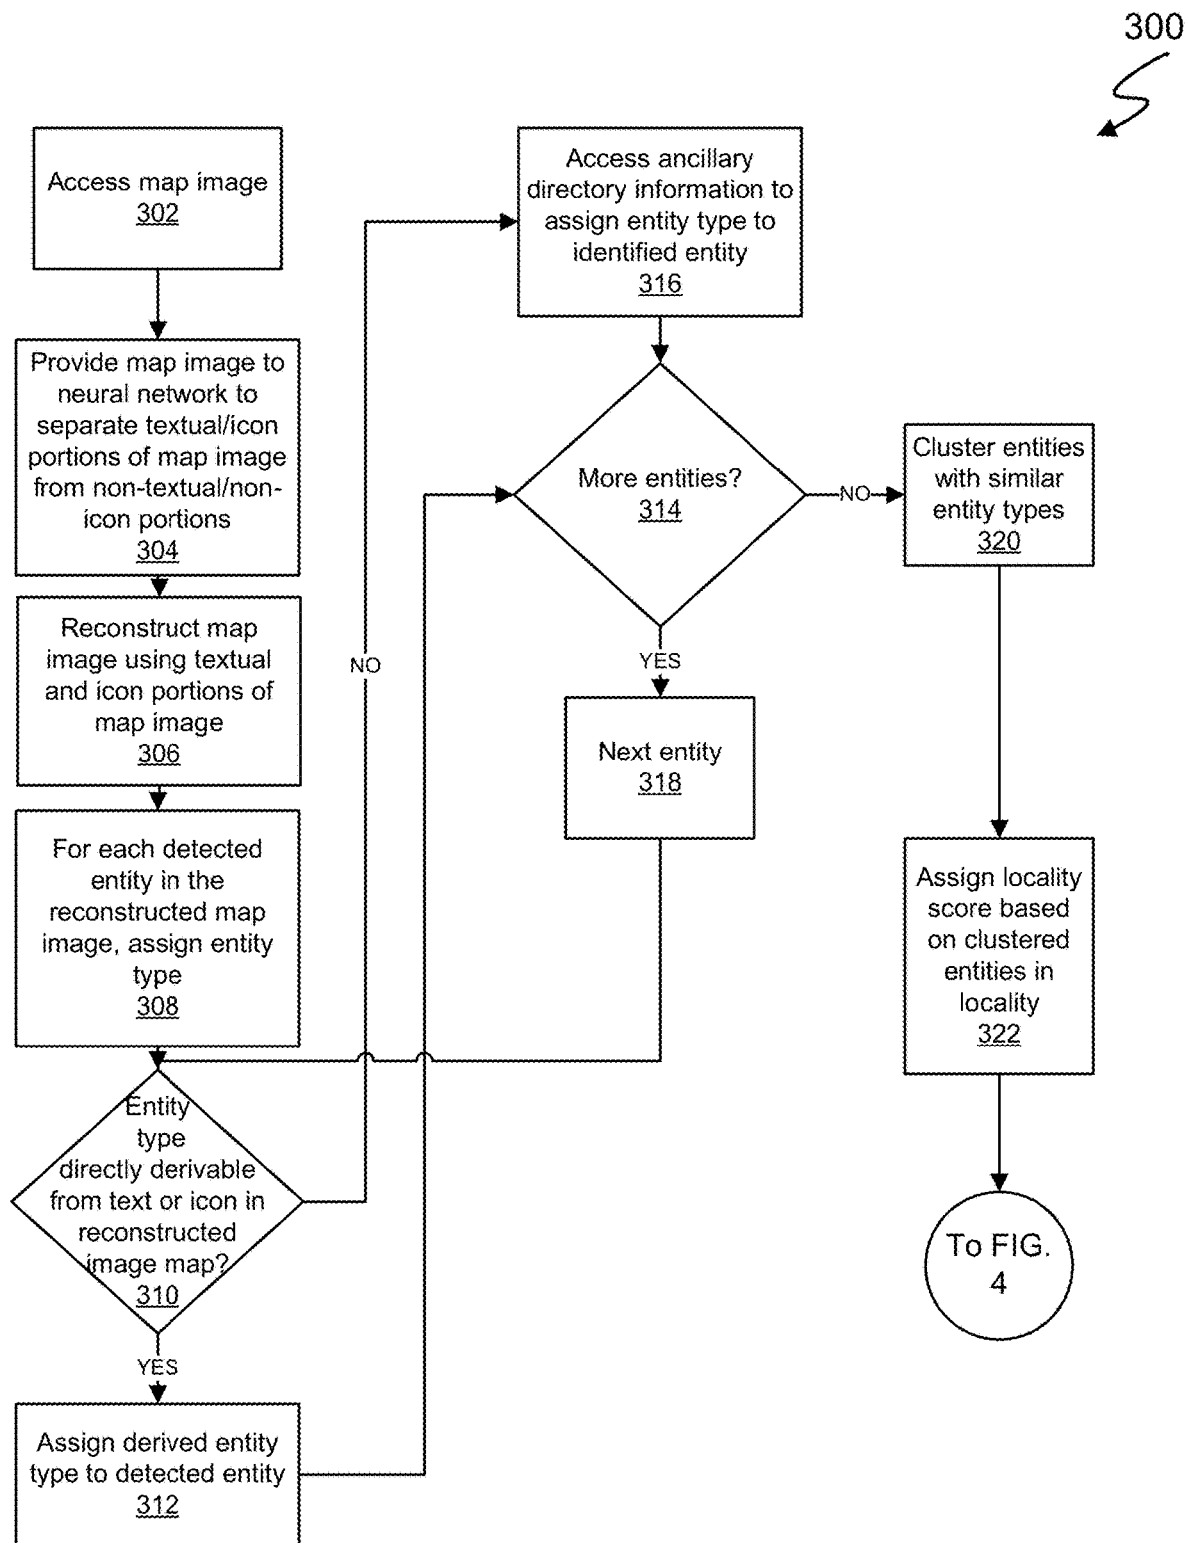 300
Access map image
302
Provide map image to
neural network to
separate textual/icon
portions of map image
from non-textual/non-
icon portions
304
Reconstruct map
image using textual
and icon portions of
map image
306
For each detected
entity in the
reconstructed map
image, assign entity
type
308
Entity
type
directly derivable
from text or icon in
reconstructed
image map?
310
YES
Assign derived entity
type to detected entity
312
NO
Access ancillary
directory information to
assign entity type to
identified entity
316
More entities?
314
YES
Next entity
318
NO
Cluster entities
with similar
entity types
320
Assign locality
score based
on clustered
entities in
locality
322
To FIG.
4